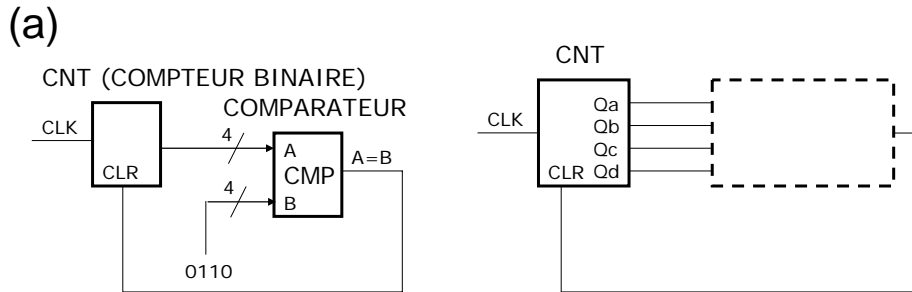 (a)
CNT (COMPTEUR BINAIRE)
COMPARATEUR
CLK
CLR
4
A
CMP
A=B
4
B
0110
CNT
CLK
Qa
Qb
Qc
CLR Qd